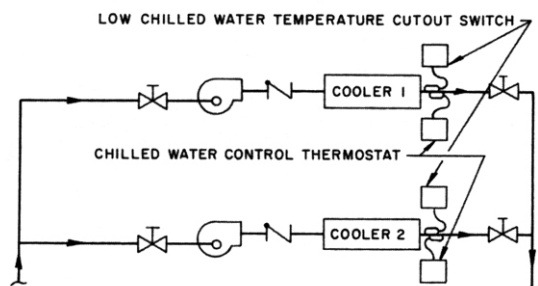 LOW CHILLED WATER TEMPERATURE CUTOUT SWITCH
COOLER 1
CHILLED WATER CONTROL THERMOSTAT
COOLER 2